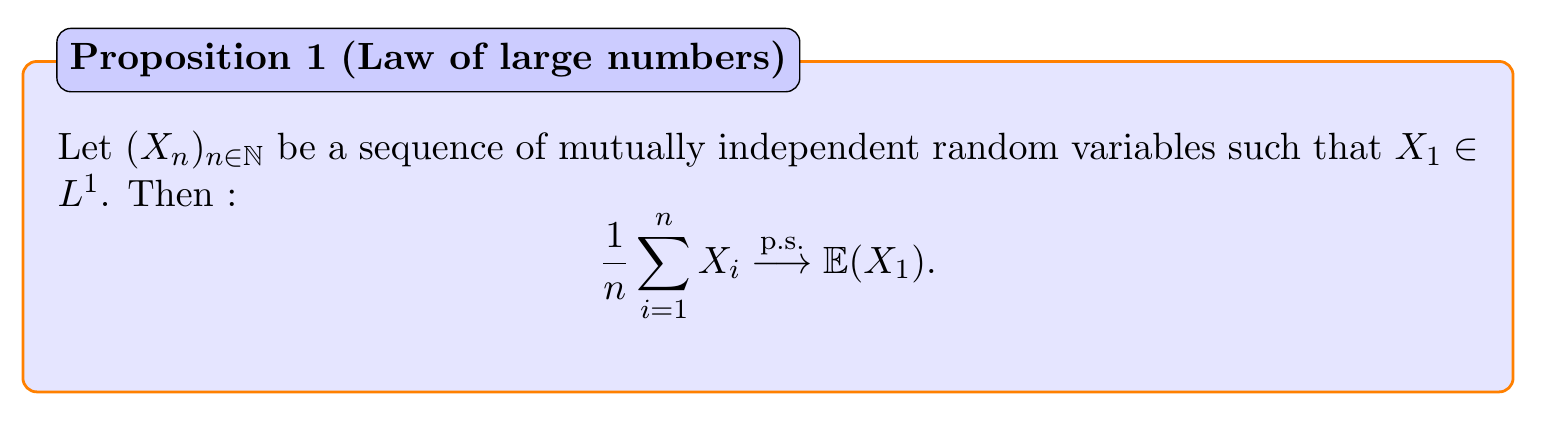 Proposition 1 (Law of large numbers)
Let $(X_n)_{n\in\mathbb{N}}$ be a sequence of mutually independent random variables such that $X_1 \in$
$L^1$. Then :
$$\frac{1}{n}\sum_{i=1}^{n} X_i \xrightarrow{\text{p.s.}} \mathbb{E}(X_1).$$